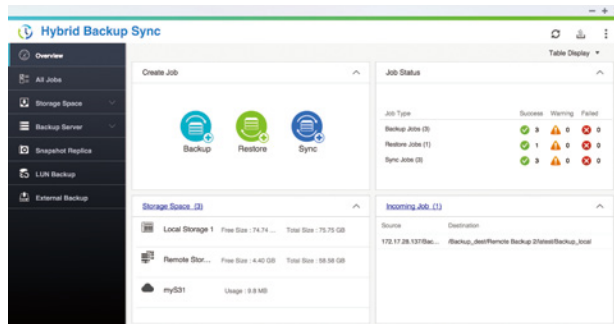 Hybrid Backup Sync
Table Display
Overview
All Jobs
Storage Space
Backup Server
Snapshot Replica
LUN Backup
External Backup
Create Job
Backup
Restore
Sync
Job Status
Job Type Success Warning Failed
Backup Jobs (3) 3 0 0
Restore Jobs (1) 1 0 0
Sync Jobs (3) 3 0 0
Storage Space (3)
Local Storage 1 Free Size : 74.74 ... Total Size : 75.75 GB
Remote Stor... Free Size : 4.40 GB Total Size : 58.58 GB
myS31 Usage : 9.8 MB
Incoming Job (1)
Source Destination
172.17.28.137/Bac... /Backup_dest/Remote Backup 2/latest/Backup_local